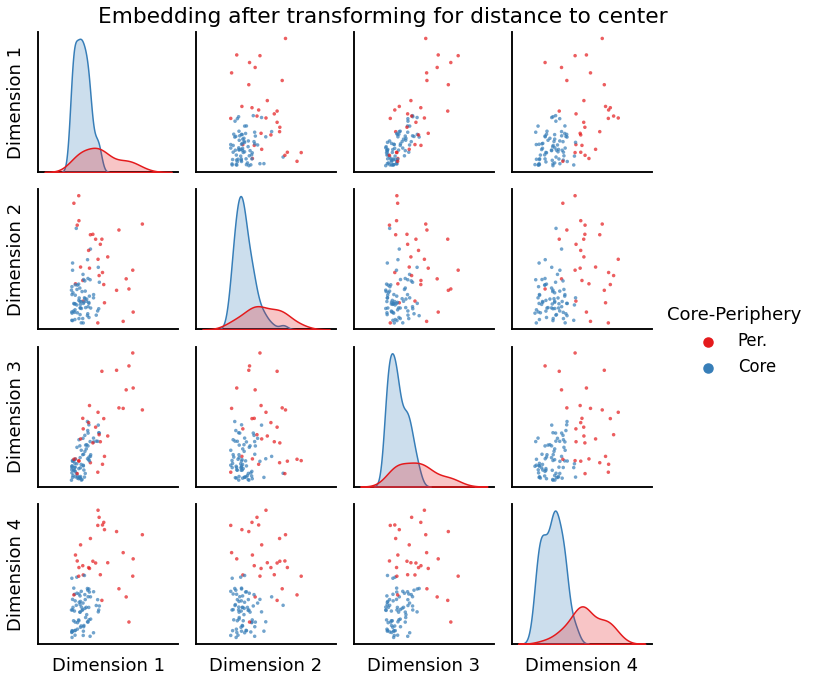 Embedding after transforming for distance to center
Dimension 1
Dimension 2
Dimension 3
Dimension 4
Core-Periphery
Per.
Core
Dimension 1
Dimension 2
Dimension 3
Dimension 4